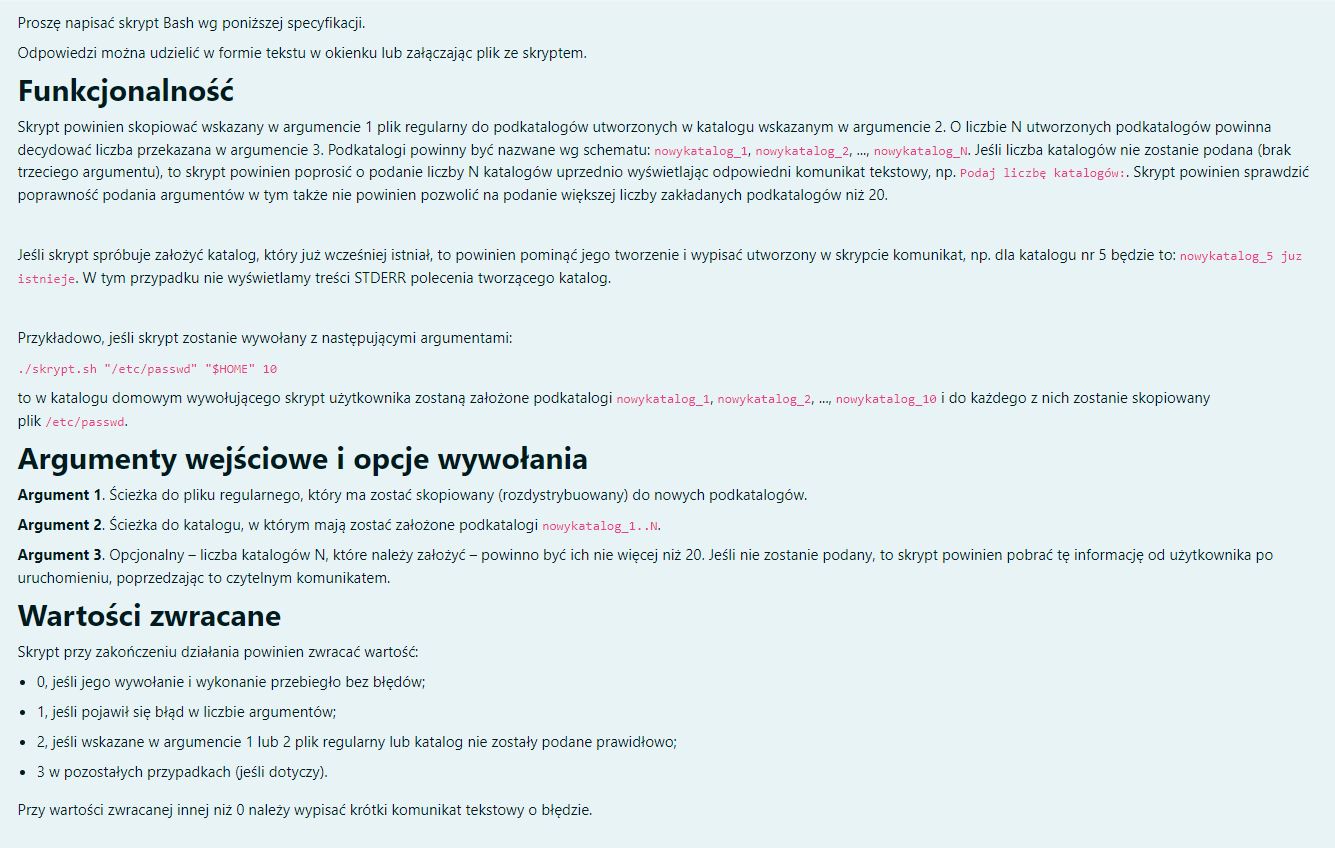 Proszę napisać skrypt Bash wg poniższej specyfikacji.
Odpowiedzi można udzielić w formie tekstu w okienku lub załączając plik ze skryptem.
Funkcjonalność
Skrypt powinien skopiować wskazany w argumencie 1 plik regularny do podkatalogów utworzonych w katalogu wskazanym w argumencie 2. O liczbie N utworzonych podkatalogów powinna
decydować liczba przekazana w argumencie 3. Podkatalogi powinny być nazwane wg schematu: nowykatalog_1, nowykatalog_2, ..., nowykatalog_N. Jeśli liczba katalogów nie zostanie podana (brak
trzeciego argumentu), to skrypt powinien poprosić o podanie liczby N katalogów uprzednio wyświetlając odpowiedni komunikat tekstowy, np. Podaj liczbę katalogów:. Skrypt powinien sprawdzić
poprawność podania argumentów w tym także nie powinien pozwolić na podanie większej liczby zakładanych podkatalogów niż 20.
Jeśli skrypt spróbuje założyć katalog, który już wcześniej istniał, to powinien pominąć jego tworzenie i wypisać utworzony w skrypcie komunikat, np. dla katalogu nr 5 będzie to: nowykatalog_5 juz
istnieje. W tym przypadku nie wyświetlamy treści STDERR polecenia tworzącego katalog.
Przykładowo, jeśli skrypt zostanie wywołany z następującymi argumentami:
./skrypt.sh "/etc/passwd" "$HOME" 10
to w katalogu domowym wywołującego skrypt użytkownika zostaną założone podkatalogi nowykatalog_1, nowykatalog_2, ..., nowykatalog_10 i do każdego z nich zostanie skopiowany
plik /etc/passwd.
Argumenty wejściowe i opcje wywołania
Argument 1. Ścieżka do pliku regularnego, który ma zostać skopiowany (rozdystrybuowany) do nowych podkatalogów.
Argument 2. Ścieżka do katalogu, w którym mają zostać założone podkatalogi nowykatalog_1..N.
Argument 3. Opcjonalny – liczba katalogów N, które należy założyć – powinno być ich nie więcej niż 20. Jeśli nie zostanie podany, to skrypt powinien pobrać tę informację od użytkownika po
uruchomieniu, poprzedzając to czytelnym komunikatem.
Wartości zwracane
Skrypt przy zakończeniu działania powinien zwracać wartość:
• 0, jeśli jego wywołanie i wykonanie przebiegło bez błędów;
• 1, jeśli pojawił się błąd w liczbie argumentów;
• 2, jeśli wskazane w argumencie 1 lub 2 plik regularny lub katalog nie zostały podane prawidłowo;
• 3 w pozostałych przypadkach (jeśli dotyczy).
Przy wartości zwracanej innej niż 0 należy wypisać krótki komunikat tekstowy o błędzie.